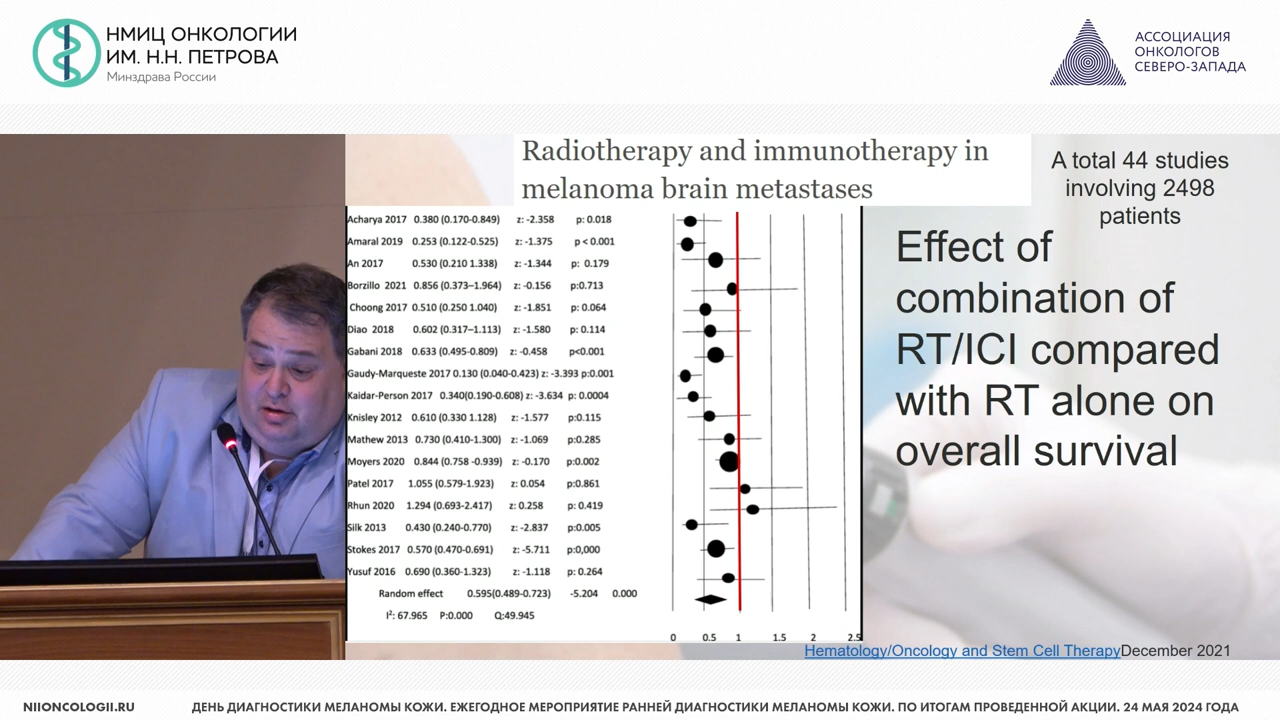 НМИЦ ОНКОЛОГИИ
ИМ. Н.Н. ПЕТРОВА
Минздрава России
АССОЦИАЦИЯ
ОНКОЛОГОВ
СЕВЕРО-ЗАПАДА
Radiotherapy and immunotherapy in
melanoma brain metastases
A total 44 studies
involving 2498
patients
Effect of
combination of
RT/ICI compared
with RT alone on
overall survival
Acharya 2017 0.380 (0.170-0.849) z: -2.358 p: 0.018
Amaral 2019 0.253 (0.122-0.525) z: -1.375 p < 0.001
An 2017 0.530 (0.210 1.338) z: -1.344 p: 0.179
Borzillo 2021 0.856 (0.373–1.964) z: -0.156 p:0.713
Choong 2017 0.510 (0.250 1.040) z: -1.851 p: 0.064
Diao 2018 0.602 (0.317–1.113) z: -1.580 p: 0.114
Gabani 2018 0.633 (0.495-0.809) z: -0.458 p<0.001
Gaudy-Marqueste 2017 0.130 (0.040-0.423) z: -3.393 p:0.001
Kaidar-Person 2017 0.340(0.190-0.608) z: -3.634 p: 0.0004
Knisley 2012 0.610 (0.330 1.128) z: -1.577 p:0.115
Mathew 2013 0.730 (0.410-1.300) z: -1.069 p:0.285
Moyers 2020 0.844 (0.758 -0.939) z: -0.170 p:0.002
Patel 2017 1.055 (0.579-1.923) z: 0.054 p:0.861
Rhun 2020 1.294 (0.693-2.417) z: 0.258 p: 0.419
Silk 2013 0.430 (0.240-0.770) z: -2.837 p:0.005
Stokes 2017 0.570 (0.470-0.691) z: -5.711 p:0,000
Yusuf 2016 0.690 (0.360-1.323) z: -1.118 p: 0.264
Random effect 0.595(0.489-0.723) -5.204 0.000
I²: 67.965 P:0.000 Q:49.945
0 0.5 1 1.5 2 2.5
Hematology/Oncology and Stem Cell TherapyDecember 2021
NIIONCOLOGII.RU
ДЕНЬ ДИАГНОСТИКИ МЕЛАНОМЫ КОЖИ. ЕЖЕГОДНОЕ МЕРОПРИЯТИЕ РАННЕЙ ДИАГНОСТИКИ МЕЛАНОМЫ КОЖИ. ПО ИТОГАМ ПРОВЕДЕННОЙ АКЦИИ. 24 МАЯ 2024 ГОДА